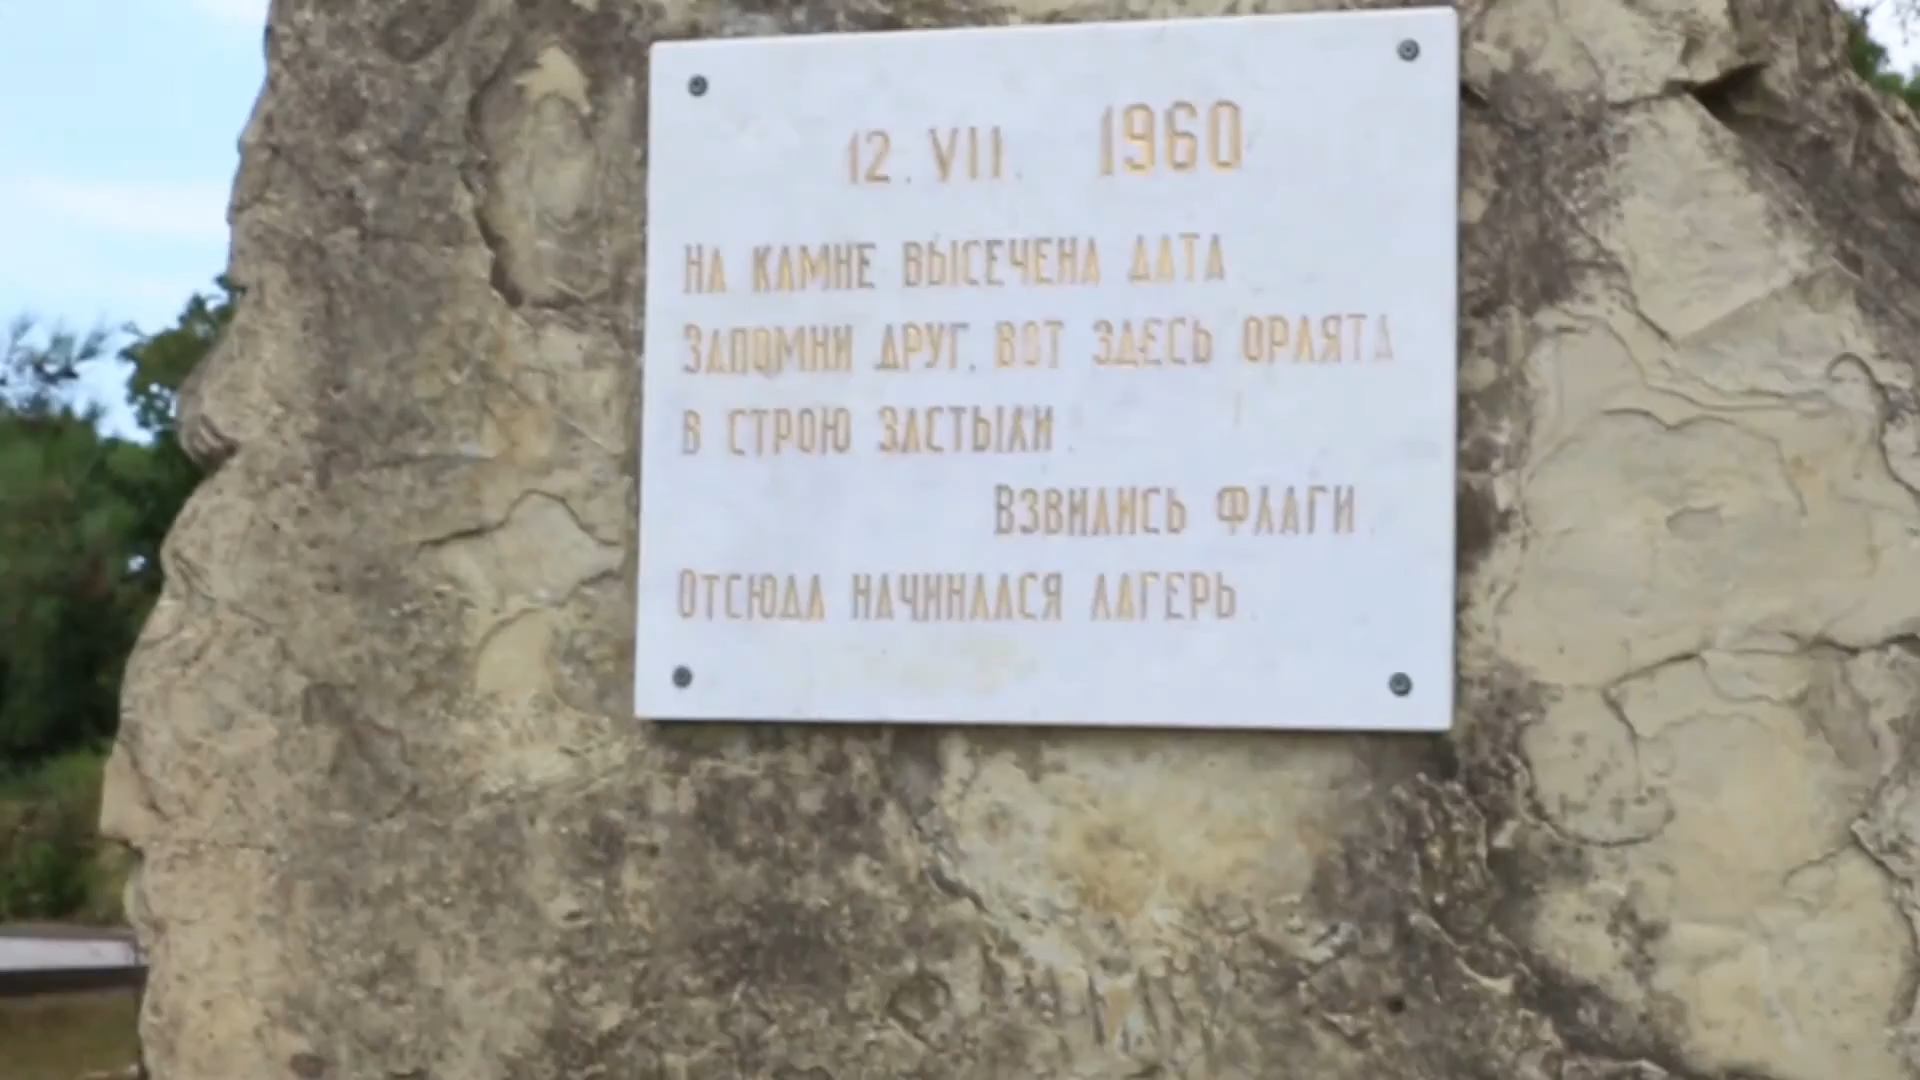 12.VII. 1960
На камне высечена дата
Запомни друг, вот здесь орлята
в строю застыли.
Взвились флаги.
Отсюда начинался лагерь.